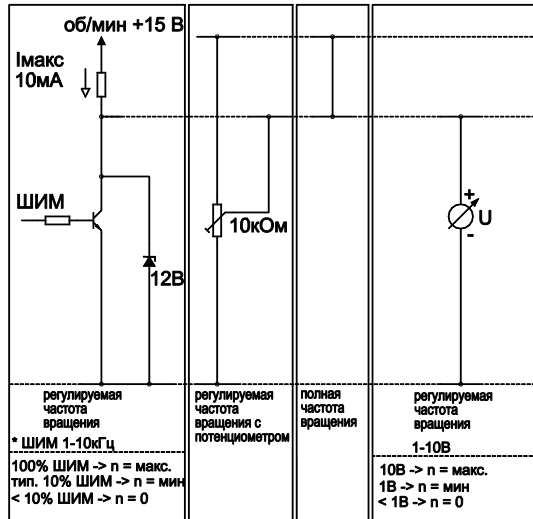 об/мин +15 В
Iмакс
10мА
ШИМ
12В
регулируемая
частота
вращения
* ШИМ 1-10кГц
100% ШИМ -> n = макс.
тип. 10% ШИМ -> n = мин
< 10% ШИМ -> n = 0
10кОм
регулируемая
частота
вращения с
потенциометром
полная
частота
вращения
+
U
-
регулируемая
частота
вращения
1-10В
10В -> n = макс.
1В -> n = мин
< 1В -> n = 0